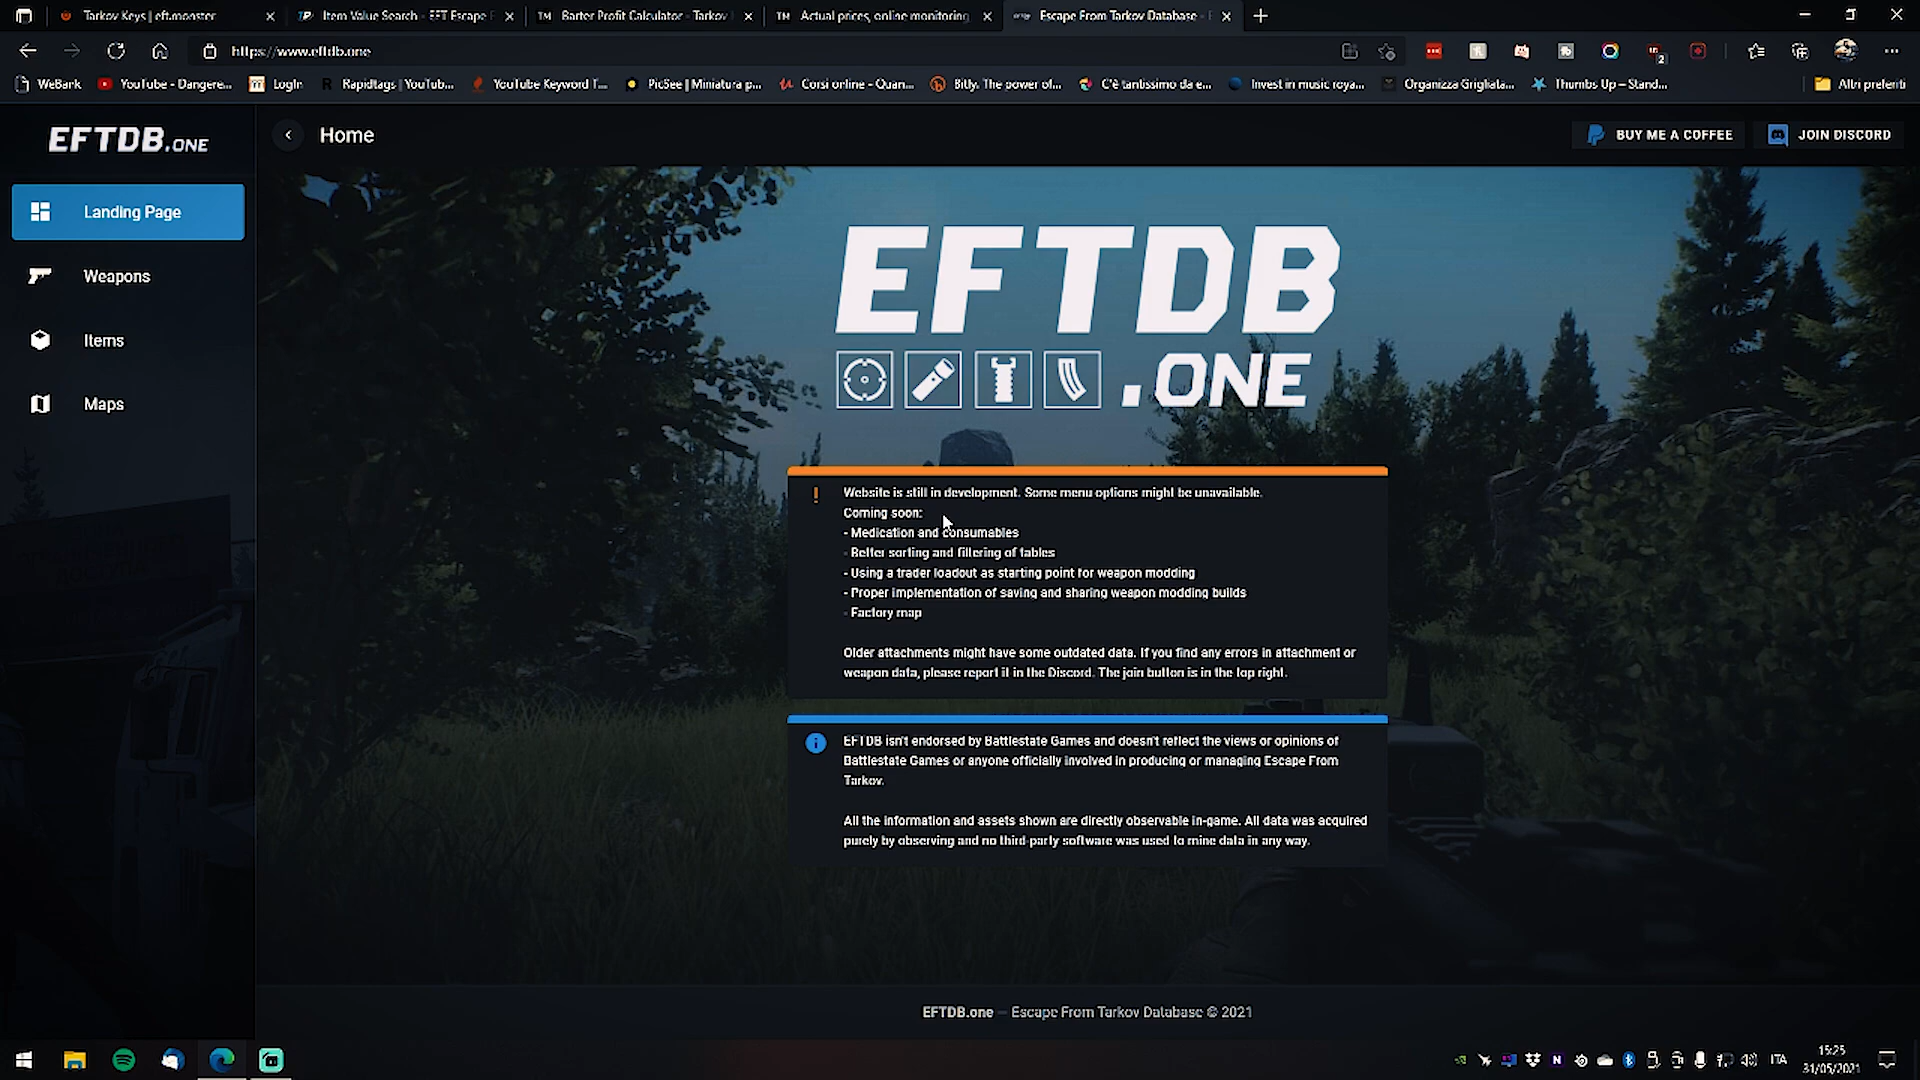 Tarkov Keys | eft.monster
Item Value Search - EFT Escape F
Barter Profit Calculator - Tarkov
Actual prices, online monitoring
Escape From Tarkov Database - E
https://www.eftdb.one
WeBank
YouTube - Dangere...
Login
Rapidtags | YouTub...
YouTube Keyword T...
PicSee | Miniatura p...
Corsi online - Quan...
Bitly. The power of...
C'è tantissimo da e...
Invest in music roya...
Organizza Grigliata...
Thumbs Up – Stand...
Altri preferiti
EFTDB.ONE
Home
BUY ME A COFFEE
JOIN DISCORD
Landing Page
Weapons
Items
Maps
EFTDB
.ONE
Website is still in development. Some menu options might be unavailable.
Coming soon:
- Medication and consumables
- Better sorting and filtering of tables
- Using a trader loadout as starting point for weapon modding
- Proper implementation of saving and sharing weapon modding builds
- Factory map
Older attachments might have some outdated data. If you find any errors in attachment or
weapon data, please report it in the Discord. The join button is in the top right.
EFTDB isn't endorsed by Battlestate Games and doesn't reflect the views or opinions of
Battlestate Games or anyone officially involved in producing or managing Escape From
Tarkov.
All the information and assets shown are directly observable in-game. All data was acquired
purely by observing and no third-party software was used to mine data in any way.
EFTDB.one — Escape From Tarkov Database © 2021
ITA
15:25
31/05/2021